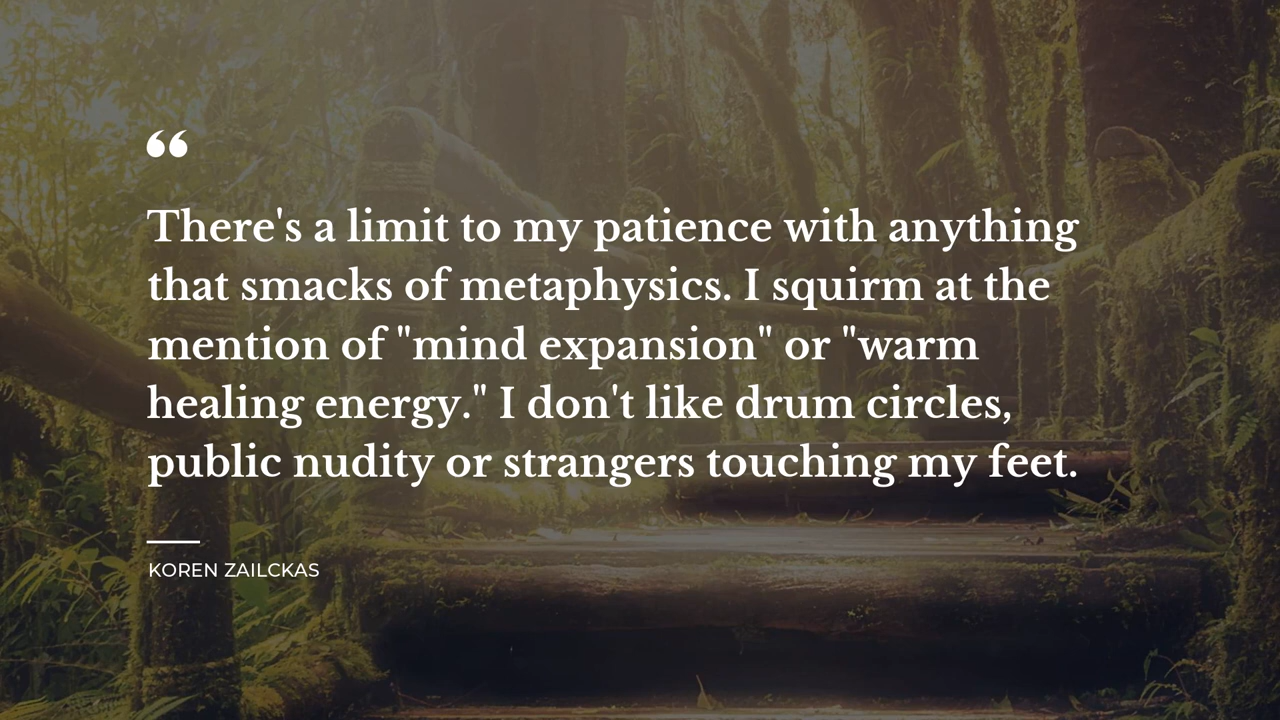 “
There's a limit to my patience with anything
that smacks of metaphysics. I squirm at the
mention of "mind expansion" or "warm
healing energy." I don't like drum circles,
public nudity or strangers touching my feet.
KOREN ZAILCKAS